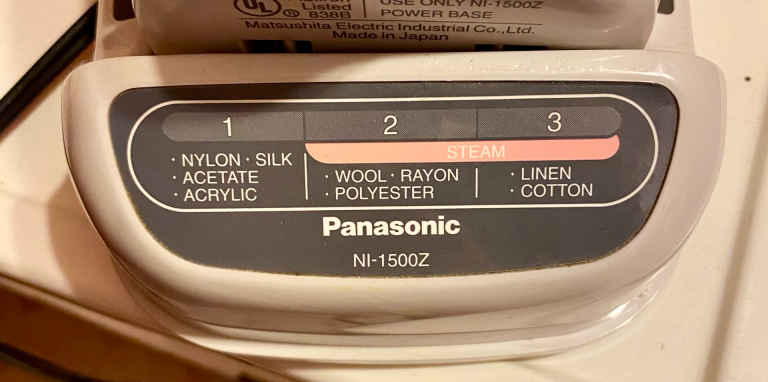 UL
®
Listed
838B
USE ONLY NI-1500Z
POWER BASE
Matsushita Electric Industrial Co.,Ltd.
Made in Japan
1 2 3
STEAM
· NYLON · SILK
· ACETATE
· ACRYLIC
· WOOL · RAYON
· POLYESTER
· LINEN
· COTTON
Panasonic
NI-1500Z